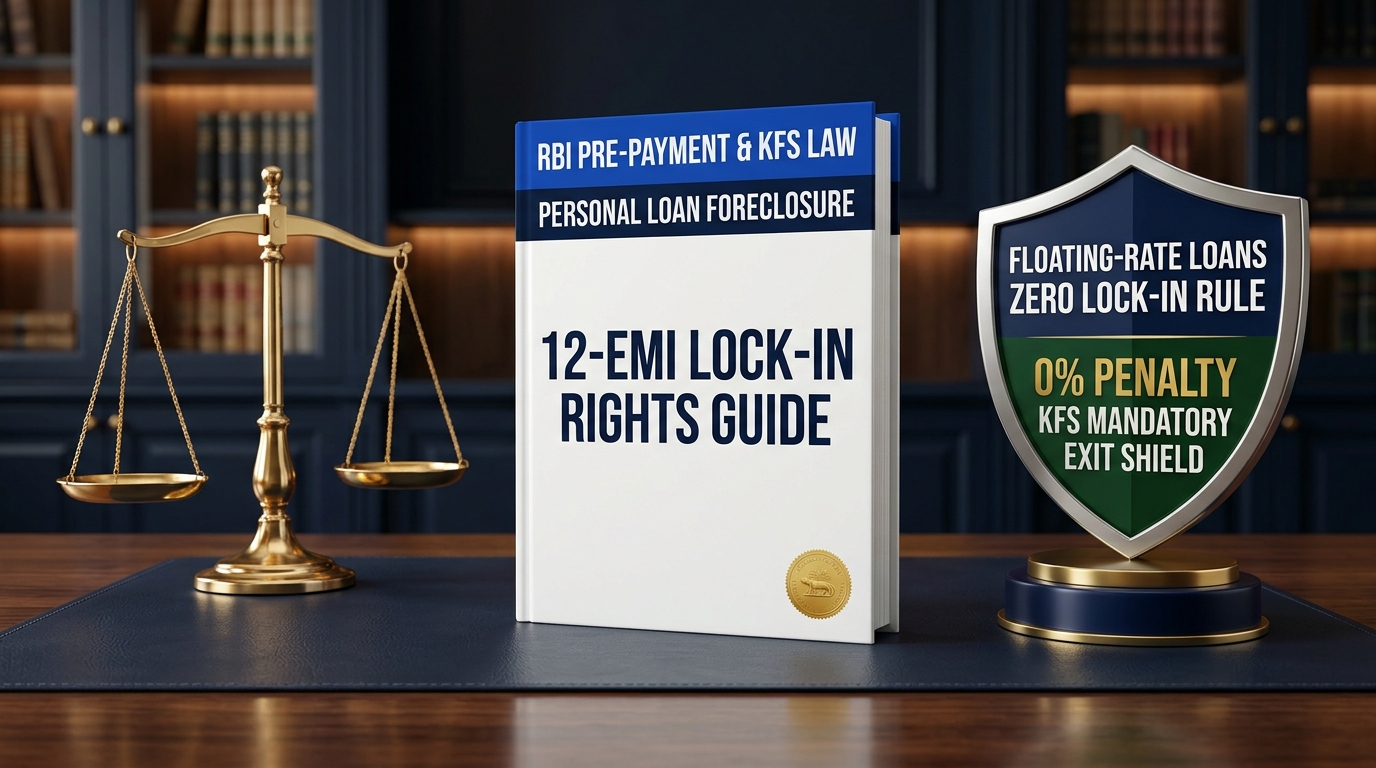 RBI PRE-PAYMENT & KFS LAW
PERSONAL LOAN FORECLOSURE
12-EMI LOCK-IN
RIGHTS GUIDE
FLOATING-RATE LOANS
ZERO LOCK-IN RULE
0% PENALTY
KFS MANDATORY
EXIT SHIELD